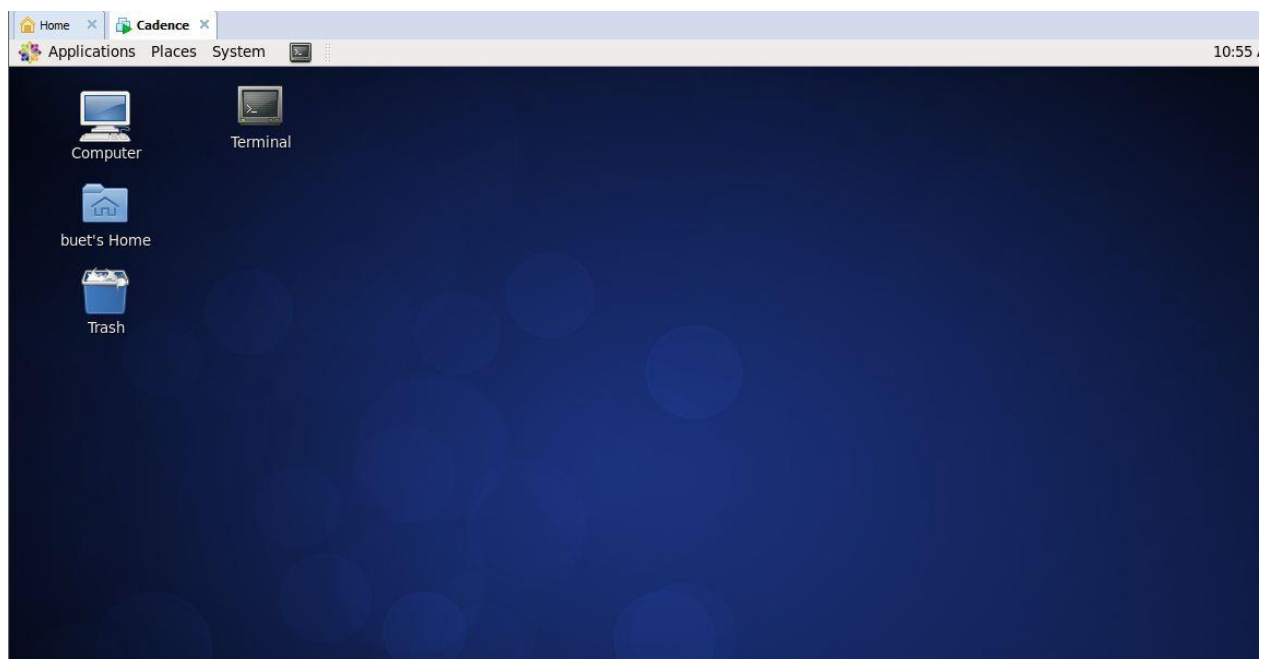 Home Cadence
Applications Places System 10:55
Computer
Terminal
buet's Home
Trash